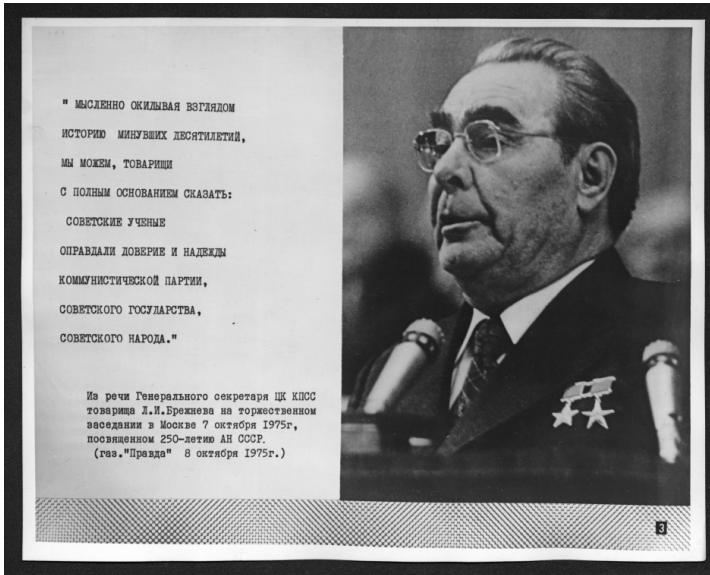 " МЫСЛЕННО ОКИДЫВАЯ ВЗГЛЯДОМ
ИСТОРИЮ МИНУВШИХ ДЕСЯТИЛЕТИЙ,
МЫ МОЖЕМ, ТОВАРИЩИ
С ПОЛНЫМ ОСНОВАНИЕМ СКАЗАТЬ:
СОВЕТСКИЕ УЧЕНЫЕ
ОПРАВДАЛИ ДОВЕРИЕ И НАДЕЖДЫ
КОММУНИСТИЧЕСКОЙ ПАРТИИ,
СОВЕТСКОГО ГОСУДАРСТВА,
СОВЕТСКОГО НАРОДА."
Из речи Генерального секретаря ЦК КПСС
товарища Л.И.Брежнева на торжественном
заседании в Москве 7 октября 1975г,
посвященном 250-летию АН СССР.
(газ."Правда" 8 октября 1975г.)
3